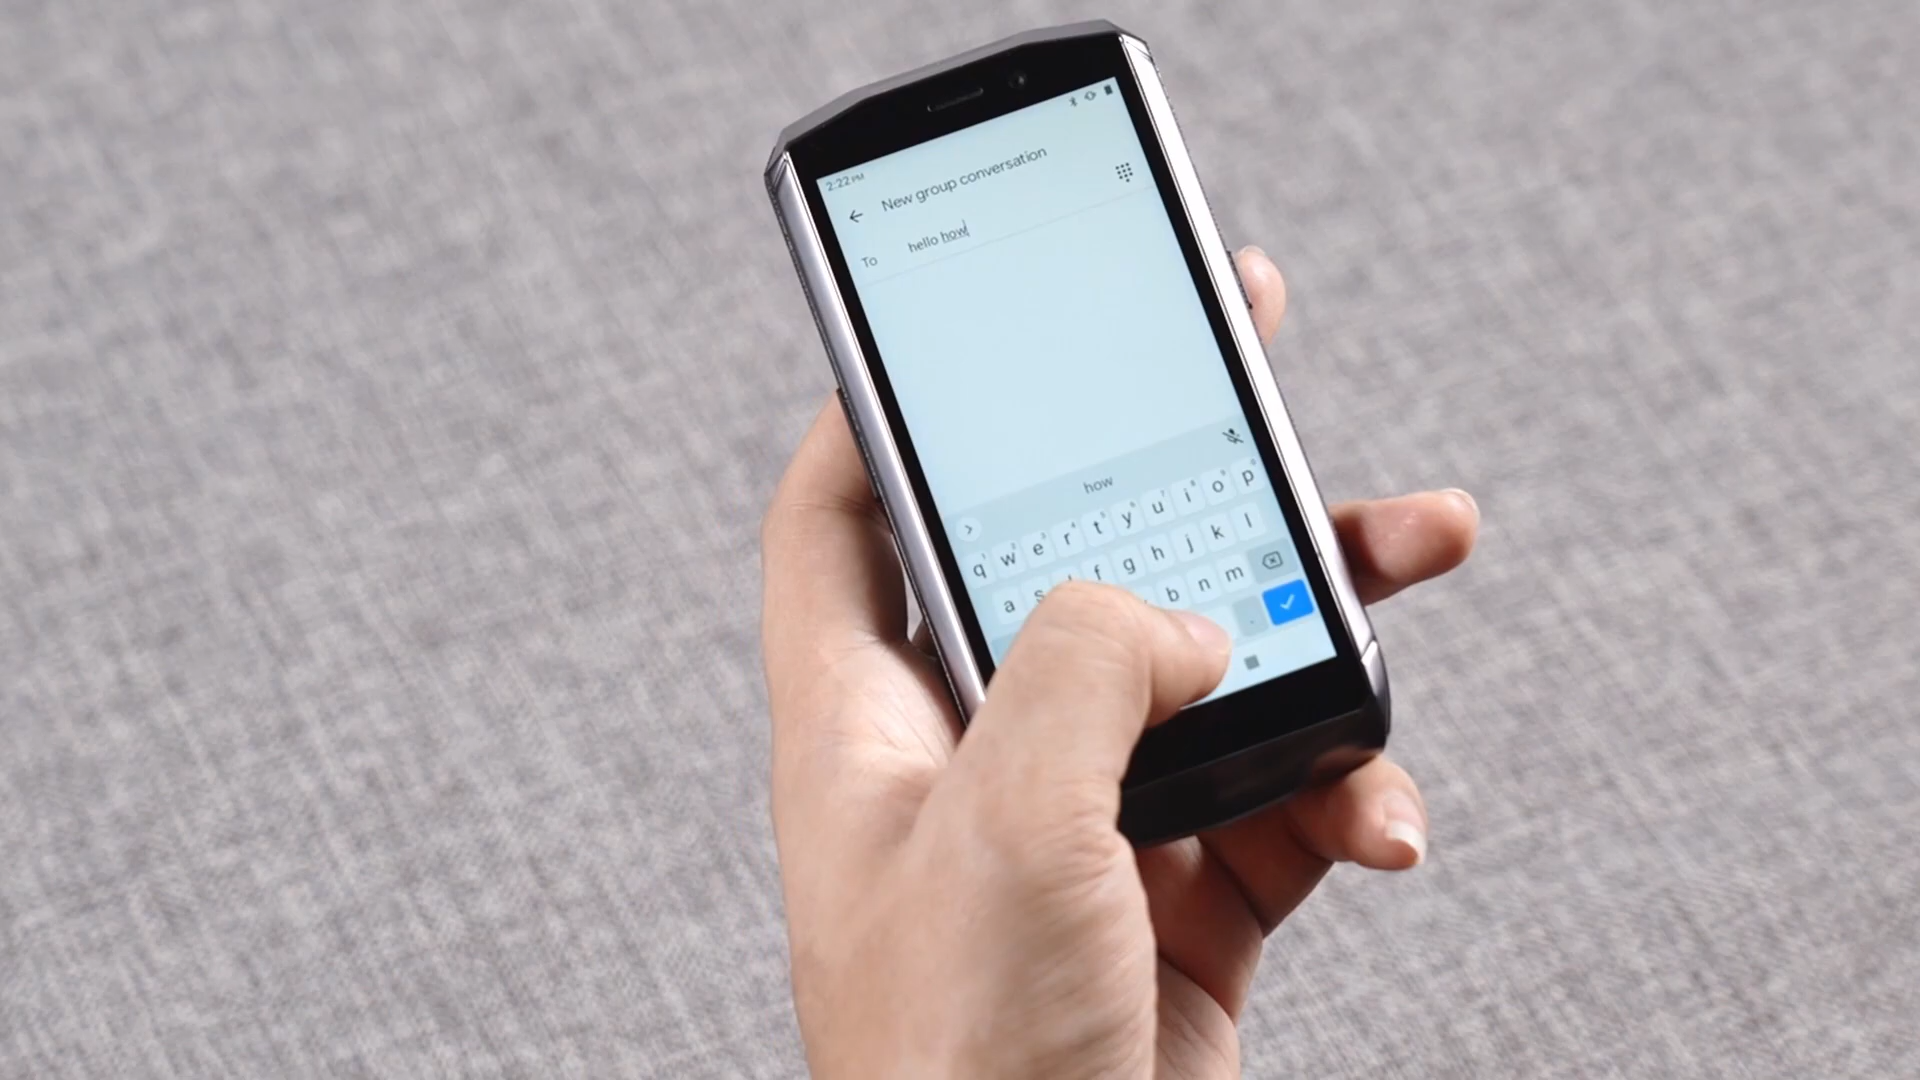 2:22 PM
New group conversation
To hello how
how
q w e r t y u i o p
a s f g h j k l
b n m
.